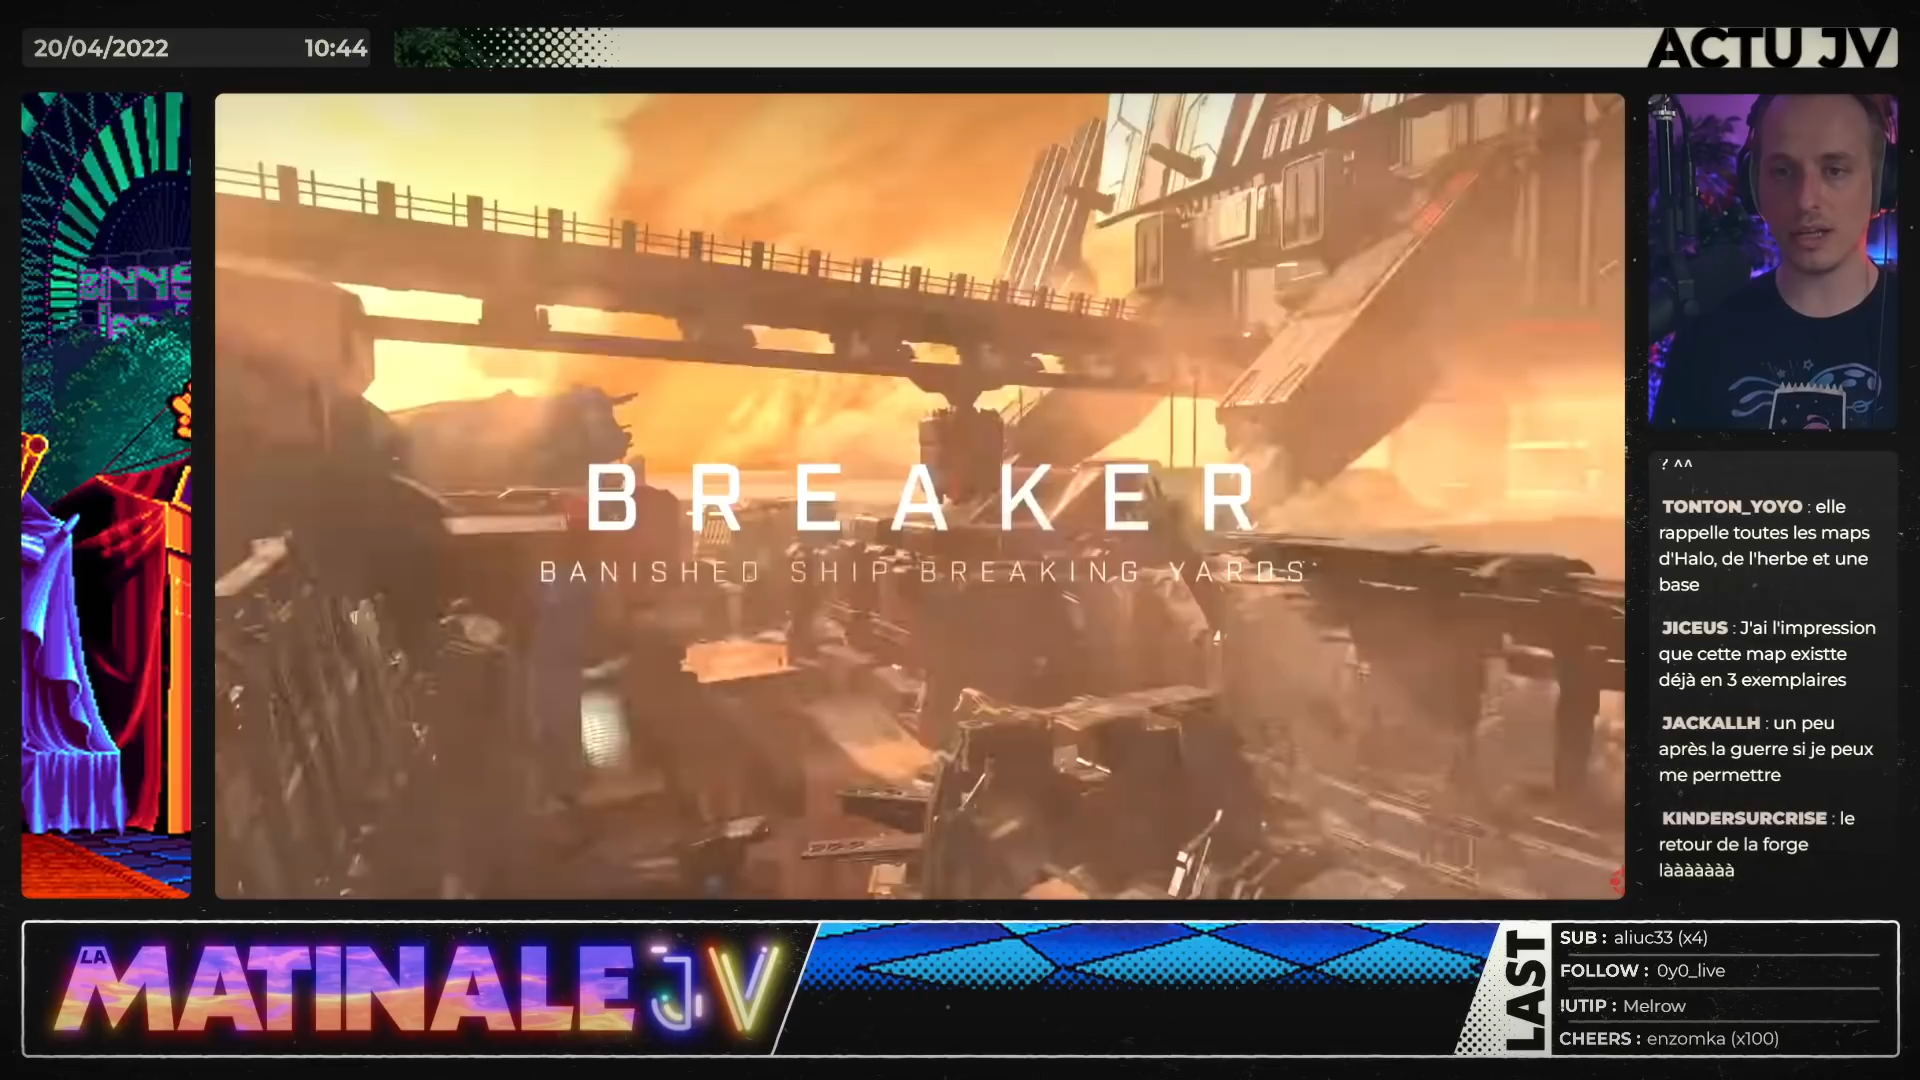 20/04/2022
10:44
ACTU JV
BREAKER
BANISHED SHIP BREAKING YARDS
? ^^
TONTON_YOYO : elle
rappelle toutes les maps
d'Halo, de l'herbe et une
base
JICEUS : J'ai l'impression
que cette map existte
déjà en 3 exemplaires
JACKALLH : un peu
après la guerre si je peux
me permettre
KINDERSURCRISE : le
retour de la forge
lààààààà
LA
MATINALE JV
LAST
SUB : aliuc33 (x4)
FOLLOW : 0y0_live
!UTIP : Melrow
CHEERS : enzomka (x100)